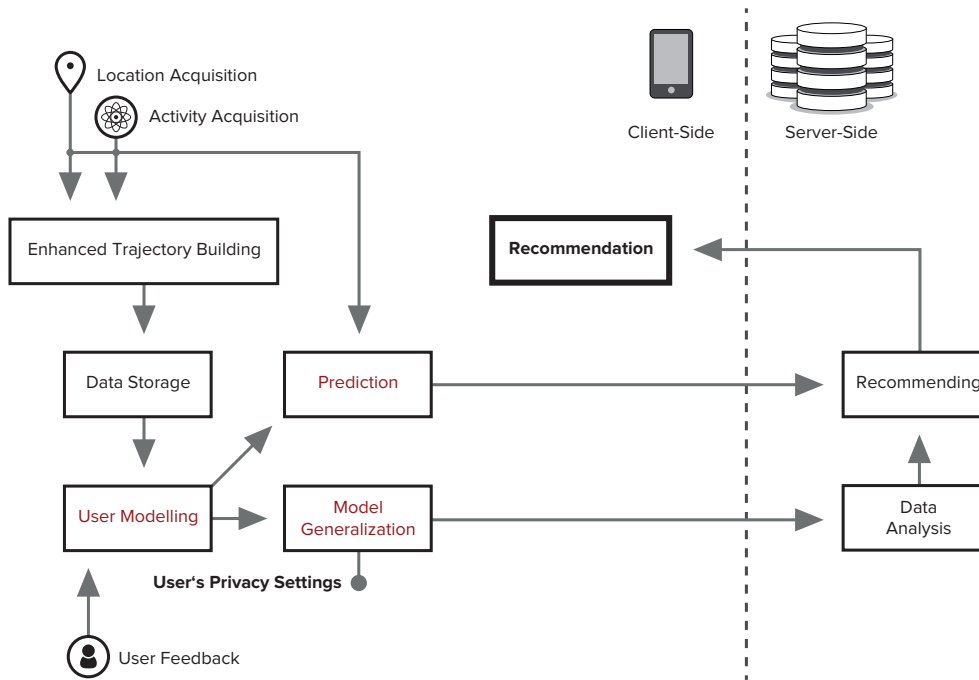 Location Acquisition
Activity Acquisition
Client-Side
Server-Side
Enhanced Trajectory Building
Recommendation
Data Storage
Prediction
Recommending
User Modelling
Model
Generalization
Data
Analysis
User‘s Privacy Settings
User Feedback